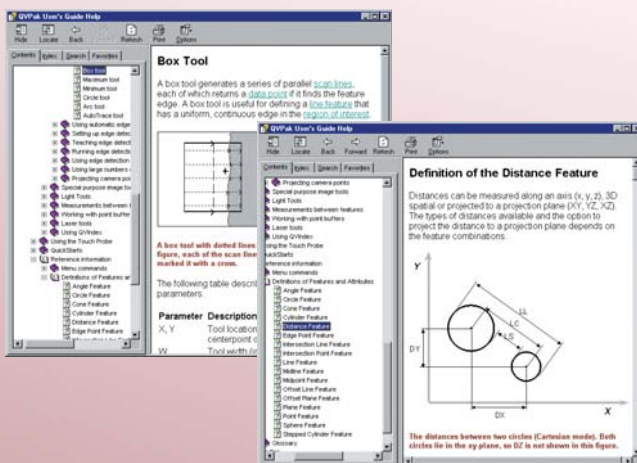 QVPak User's Guide Help
Hide Locate Back Refresh Print Options
Contents Index Search Favorites
Box tool
Maximum tool
Minimum tool
Circle tool
Arc tool
AutoTrace tool
Using automatic edge
Setting up edge detect
Teaching edge detect
Running edge detect
Using edge detection
Using large numbers
Projecting camera poin
Special purpose image to
Light Tools
Measurements between
Working with point buffers
Laser tools
Using QVIndex
Using the Touch Probe
QuickStarts
Reference information
Menu commands
Definitions of Features an
Angle Feature
Circle Feature
Cone Feature
Cylinder Feature
Distance Feature
Edge Point Feature
Box Tool
A box tool generates a series of parallel scan lines,
each of which returns a data point if it finds the feature
edge. A box tool is useful for defining a line feature that
has a uniform, continuous edge in the region of interest.
A box tool with dotted lines
figure, each of the scan line
marked it with a cross.
The following table descri
parameters.
Parameter Description
X, Y Tool location
centerpoint o
W Tool width (in
QVPak User's Guide Help
Hide Locate Back Forward Refresh Print Options
Contents Index Search Favorites
Projecting camera points
Special purpose image tools
Light Tools
Measurements between features
Working with point buffers
Laser tools
Using QVIndex
Using the Touch Probe
QuickStarts
Reference information
Menu commands
Definitions of Features and Attributes
Angle Feature
Circle Feature
Cone Feature
Cylinder Feature
Distance Feature
Edge Point Feature
Intersection Line Feature
Intersection Point Feature
Line Feature
Midline Feature
Midpoint Feature
Offset Line Feature
Offset Plane Feature
Plane Feature
Point Feature
Sphere Feature
Stepped Cylinder Feature
Glossary
Definition of the Distance Feature
Distances can be measured along an axis (x, y, z), 3D
spatial or projected to a projection plane (XY, YZ, XZ).
The types of distances available and the option to
project the distance to a projection plane depends on
the feature combinations.
Y
LL
LC
LS
DY
DX
X
The distances between two circles (Cartesian mode). Both
circles lie in the xy-plane, so DZ is not shown in this figure.